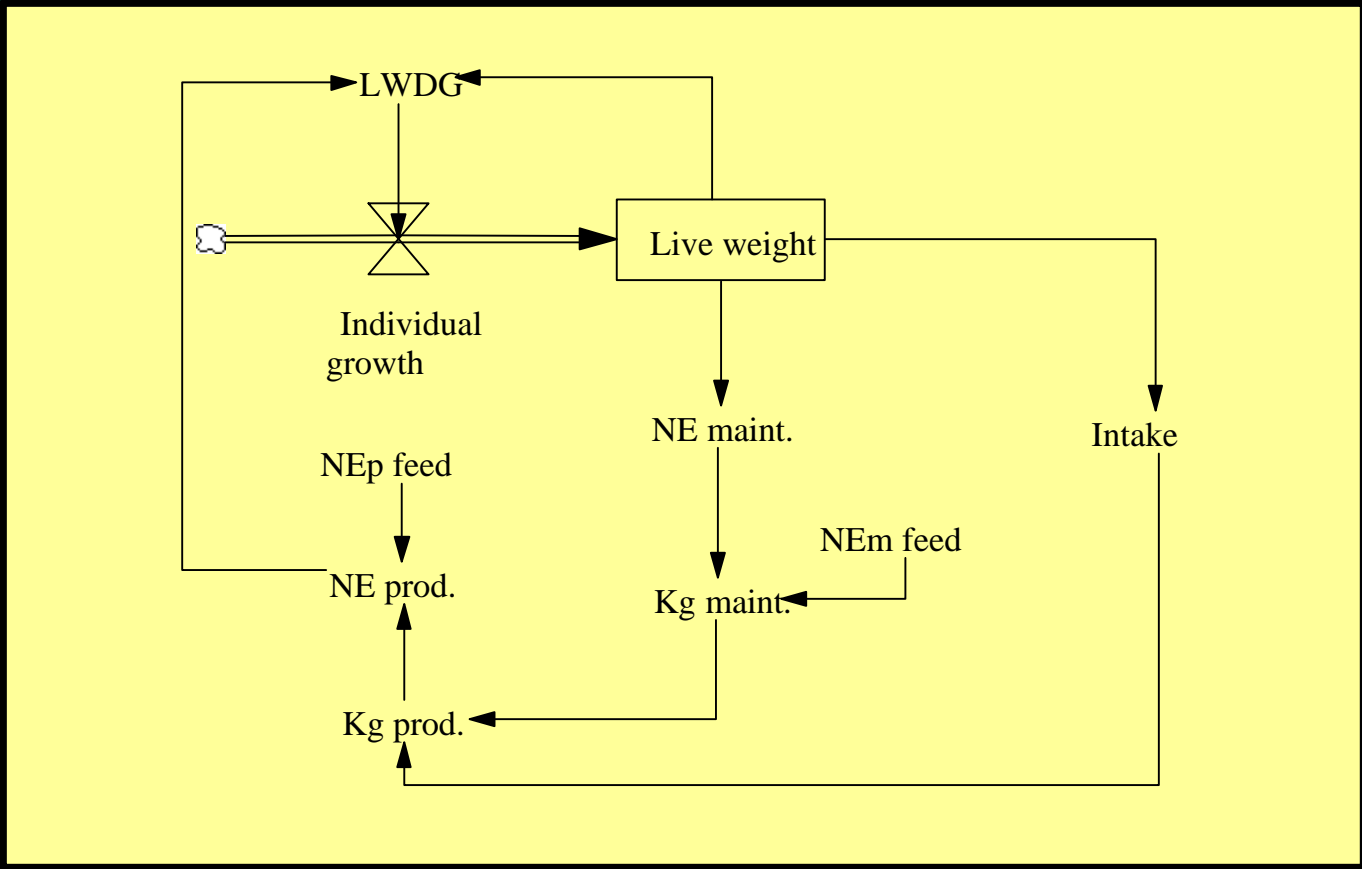 LWDG
Live weight
Individual
growth
NE maint.
Intake
NEp feed
NEm feed
NE prod.
Kg maint.
Kg prod.